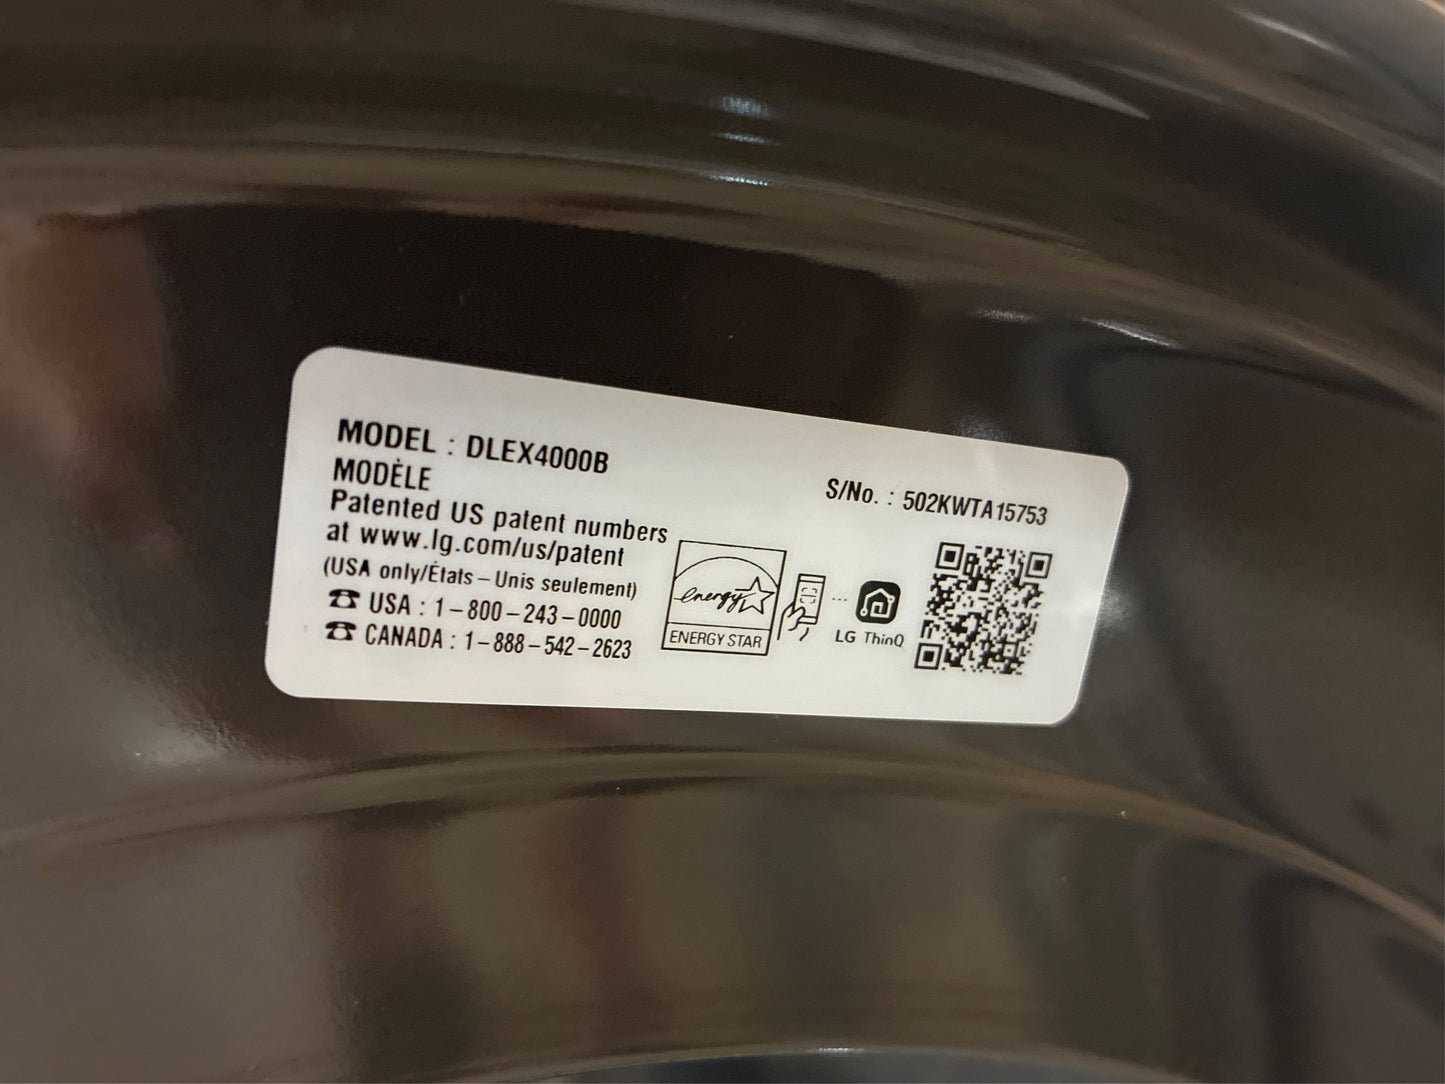 MODEL : DLEX4000B
MODÈLE
Patented US patent numbers
at www.lg.com/us/patent
(USA only/États – Unis seulement)
☎ USA : 1 – 800 – 243 – 0000
☎ CANADA : 1 – 888 – 542 – 2623
energy
ENERGY STAR
S/No. : 502KWTA15753
LG ThinQ